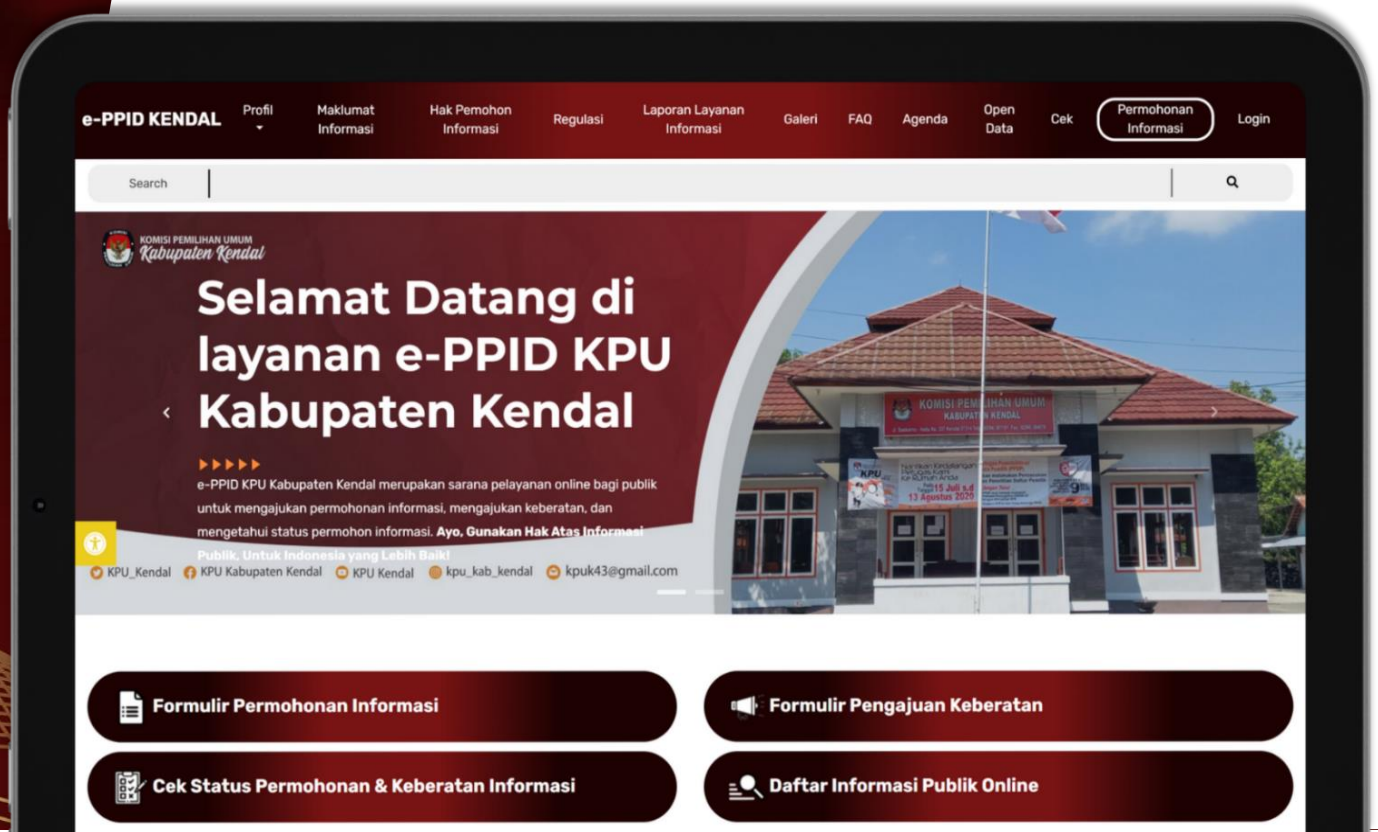 e-PPID KENDAL
Profil
Maklumat
Informasi
Hak Pemohon
Informasi
Regulasi
Laporan Layanan
Informasi
Galeri
FAQ
Agenda
Open
Data
Cek
Permohonan
Informasi
Login
Search
KOMISI PEMILIHAN UMUM
Kabupaten Kendal
Selamat Datang di
layanan e-PPID KPU
Kabupaten Kendal
e-PPID KPU Kabupaten Kendal merupakan sarana pelayanan online bagi publik
untuk mengajukan permohonan informasi, mengajukan keberatan, dan
mengetahui status permohon informasi. Ayo, Gunakan Hak Atas Informasi
Publik, Untuk Indonesia yang Lebih Baik!
KPU_Kendal
KPU Kabupaten Kendal
KPU Kendal
kpu_kab_kendal
kpuk43@gmail.com
KOMISI PEMILIHAN UMUM
KABUPATEN KENDAL
KPU
15 Juli s.d
13 Agustus 2020
Formulir Permohonan Informasi
Formulir Pengajuan Keberatan
Cek Status Permohonan & Keberatan Informasi
Daftar Informasi Publik Online